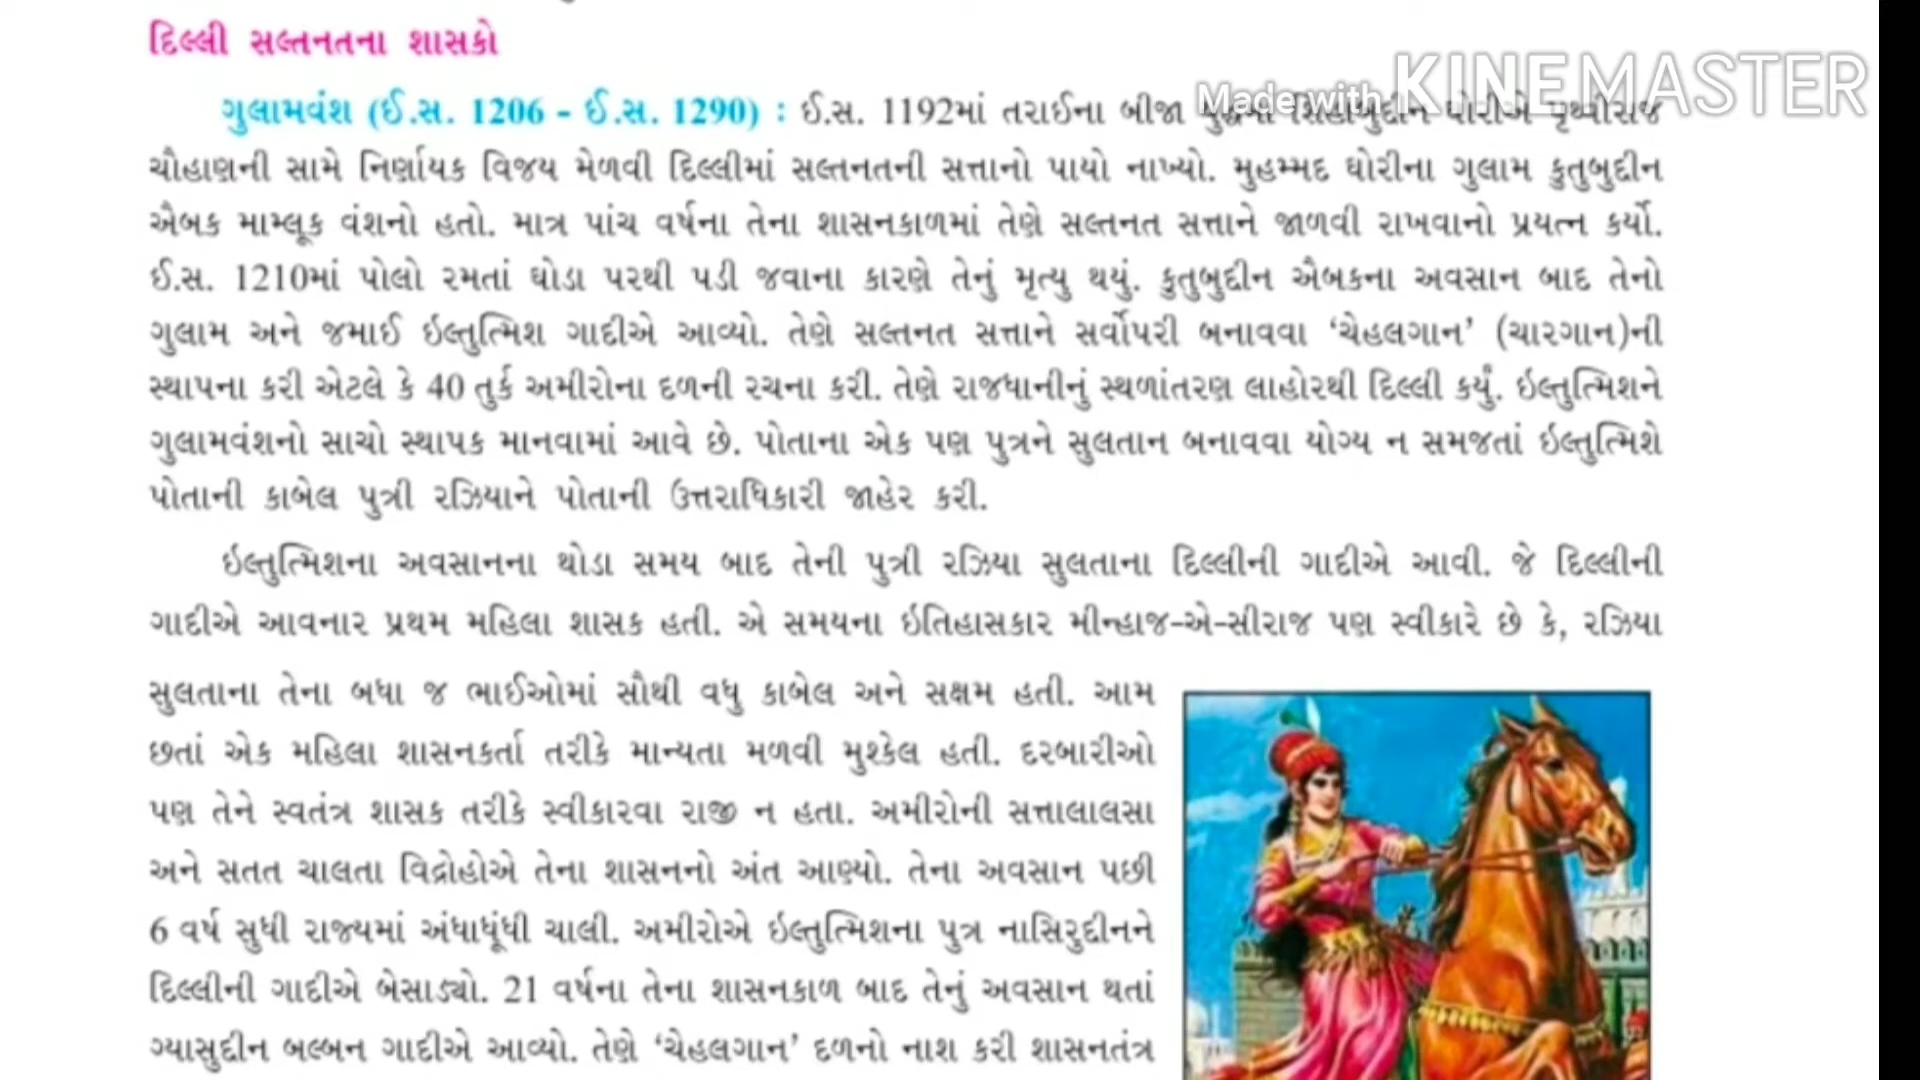 દિલ્લી સલ્તનતના શાસકો
Made with KINEMASTER
ગુલામવંશ (ઈ.સ. 1206 - ઈ.સ. 1290) : ઈ.સ. 1192માં તરાઈના બીજા યુદ્ધમાં શિહાબુદ્દીન ઘોરીએ પૃથ્વીરાજ
ચૌહાણની સામે નિર્ણાયક વિજય મેળવી દિલ્લીમાં સલ્તનતની સત્તાનો પાયો નાખ્યો. મુહમ્મદ ઘોરીના ગુલામ કુતુબુદ્દીન
ઐબક મામ્લૂક વંશનો હતો. માત્ર પાંચ વર્ષના તેના શાસનકાળમાં તેણે સલ્તનત સત્તાને જાળવી રાખવાનો પ્રયત્ન કર્યો.
ઈ.સ. 1210માં પોલો રમતાં ઘોડા પરથી પડી જવાના કારણે તેનું મૃત્યુ થયું. કુતુબુદ્દીન ઐબકના અવસાન બાદ તેનો
ગુલામ અને જમાઈ ઇલ્તુત્મિશ ગાદીએ આવ્યો. તેણે સલ્તનત સત્તાને સર્વોપરી બનાવવા ‘ચેહલગાન’ (ચારગાન)ની
સ્થાપના કરી એટલે કે 40 તુર્ક અમીરોના દળની રચના કરી. તેણે રાજધાનીનું સ્થળાંતરણ લાહોરથી દિલ્લી કર્યું. ઇલ્તુત્મિશને
ગુલામવંશનો સાચો સ્થાપક માનવામાં આવે છે. પોતાના એક પણ પુત્રને સુલતાન બનાવવા યોગ્ય ન સમજતાં ઇલ્તુત્મિશે
પોતાની કાબેલ પુત્રી રઝિયાને પોતાની ઉત્તરાધિકારી જાહેર કરી.
ઇલ્તુત્મિશના અવસાનના થોડા સમય બાદ તેની પુત્રી રઝિયા સુલતાના દિલ્લીની ગાદીએ આવી. જે દિલ્લીની
ગાદીએ આવનાર પ્રથમ મહિલા શાસક હતી. એ સમયના ઇતિહાસકાર મીન્હાજ-એ-સીરાજ પણ સ્વીકારે છે કે, રઝિયા
સુલતાના તેના બધા જ ભાઈઓમાં સૌથી વધુ કાબેલ અને સક્ષમ હતી. આમ
છતાં એક મહિલા શાસનકર્તા તરીકે માન્યતા મળવી મુશ્કેલ હતી. દરબારીઓ
પણ તેને સ્વતંત્ર શાસક તરીકે સ્વીકારવા રાજી ન હતા. અમીરોની સત્તાલાલસા
અને સતત ચાલતા વિદ્રોહોએ તેના શાસનનો અંત આણ્યો. તેના અવસાન પછી
6 વર્ષ સુધી રાજ્યમાં અંધાધૂંધી ચાલી. અમીરોએ ઇલ્તુત્મિશના પુત્ર નાસિરુદ્દીનને
દિલ્લીની ગાદીએ બેસાડ્યો. 21 વર્ષના તેના શાસનકાળ બાદ તેનું અવસાન થતાં
ગ્યાસુદ્દીન બલ્બન ગાદીએ આવ્યો. તેણે ‘ચેહલગાન’ દળનો નાશ કરી શાસનતંત્ર